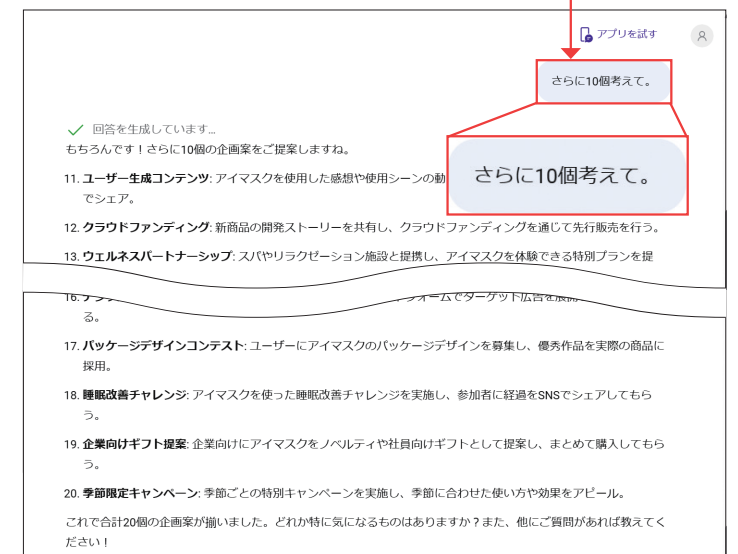 アプリを試す
さらに10個考えて。
さらに10個考えて。
回答を生成しています...
もちろんです！さらに10個の企画案をご提案しますね。
11. ユーザー生成コンテンツ: アイマスクを使用した感想や使用シーンの動
でシェア。
12. クラウドファンディング: 新商品の開発ストーリーを共有し、クラウドファンディングを通じて先行販売を行う。
13. ウェルネスパートナーシップ: スパやリラクゼーション施設と提携し、アイマスクを体験できる特別プランを提
16.
フォームでターゲット広告を展開
る。
17. パッケージデザインコンテスト: ユーザーにアイマスクのパッケージデザインを募集し、優秀作品を実際の商品に
採用。
18. 睡眠改善チャレンジ: アイマスクを使った睡眠改善チャレンジを実施し、参加者に経過をSNSでシェアしてもら
う。
19. 企業向けギフト提案: 企業向けにアイマスクをノベルティや社員向けギフトとして提案し、まとめて購入してもら
う。
20. 季節限定キャンペーン: 季節ごとの特別キャンペーンを実施し、季節に合わせた使い方や効果をアピール。
これで合計20個の企画案が揃いました。どれか特に気になるものはありますか？また、他にご質問があれば教えてく
ださい！